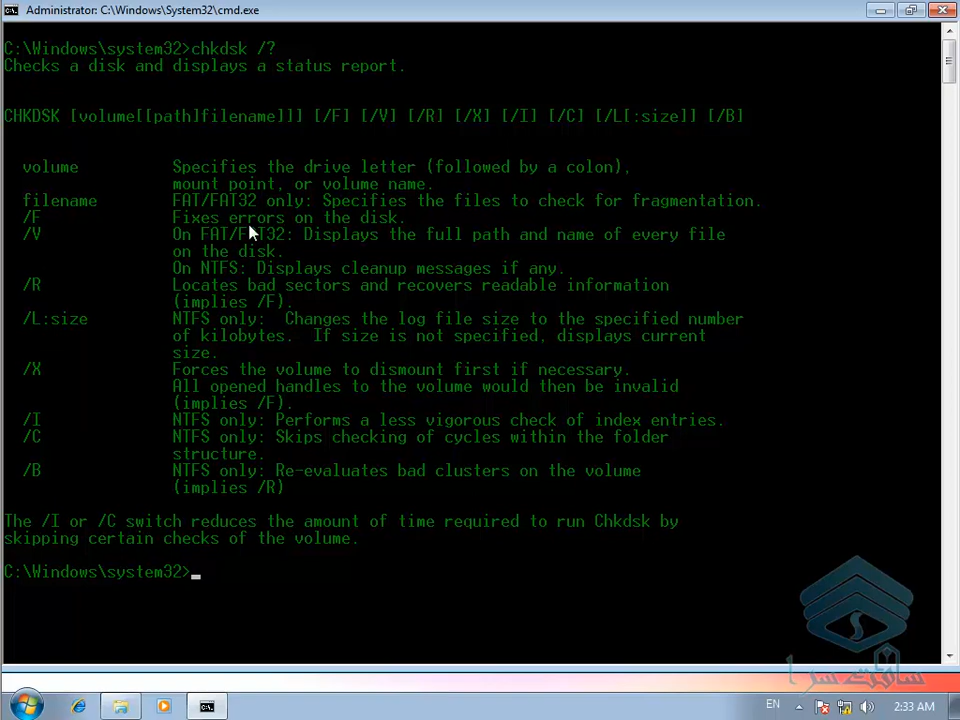 Administrator: C:\Windows\System32\cmd.exe
C:\Windows\system32>chkdsk /?
Checks a disk and displays a status report.
CHKDSK [volume[[path]filename]]] [/F] [/V] [/R] [/X] [/I] [/C] [/L[:size]] [/B]
volume Specifies the drive letter (followed by a colon),
mount point, or volume name.
filename FAT/FAT32 only: Specifies the files to check for fragmentation.
/F Fixes errors on the disk.
/V On FAT/FAT32: Displays the full path and name of every file
on the disk.
On NTFS: Displays cleanup messages if any.
/R Locates bad sectors and recovers readable information
(implies /F).
/L:size NTFS only: Changes the log file size to the specified number
of kilobytes. If size is not specified, displays current
size.
/X Forces the volume to dismount first if necessary.
All opened handles to the volume would then be invalid
(implies /F).
/I NTFS only: Performs a less vigorous check of index entries.
/C NTFS only: Skips checking of cycles within the folder
structure.
/B NTFS only: Re-evaluates bad clusters on the volume
(implies /R)
The /I or /C switch reduces the amount of time required to run Chkdsk by
skipping certain checks of the volume.
C:\Windows\system32>_
سافت سرا
EN 2:33 AM